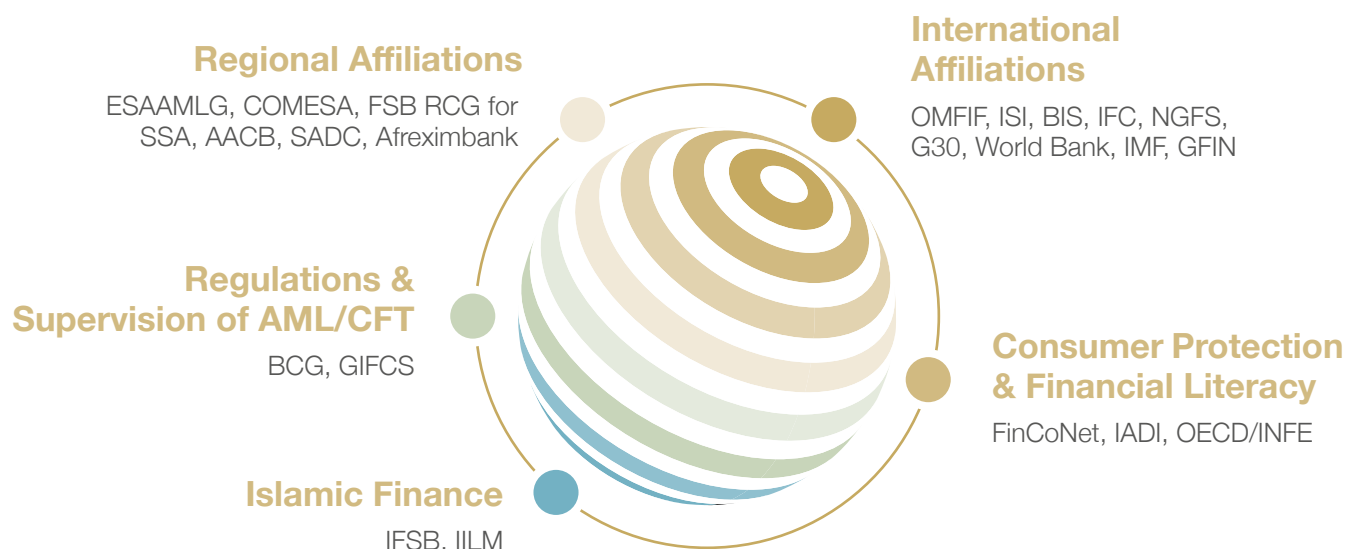 Regional Affiliations
ESAAMLG, COMESA, FSB RCG for
SSA, AACB, SADC, Afreximbank
International
Affiliations
OMFIF, ISI, BIS, IFC, NGFS,
G30, World Bank, IMF, GFIN
Regulations &
Supervision of AML/CFT
BCG, GIFCS
Consumer Protection
& Financial Literacy
FinCoNet, IADI, OECD/INFE
Islamic Finance
IFSB, IILM